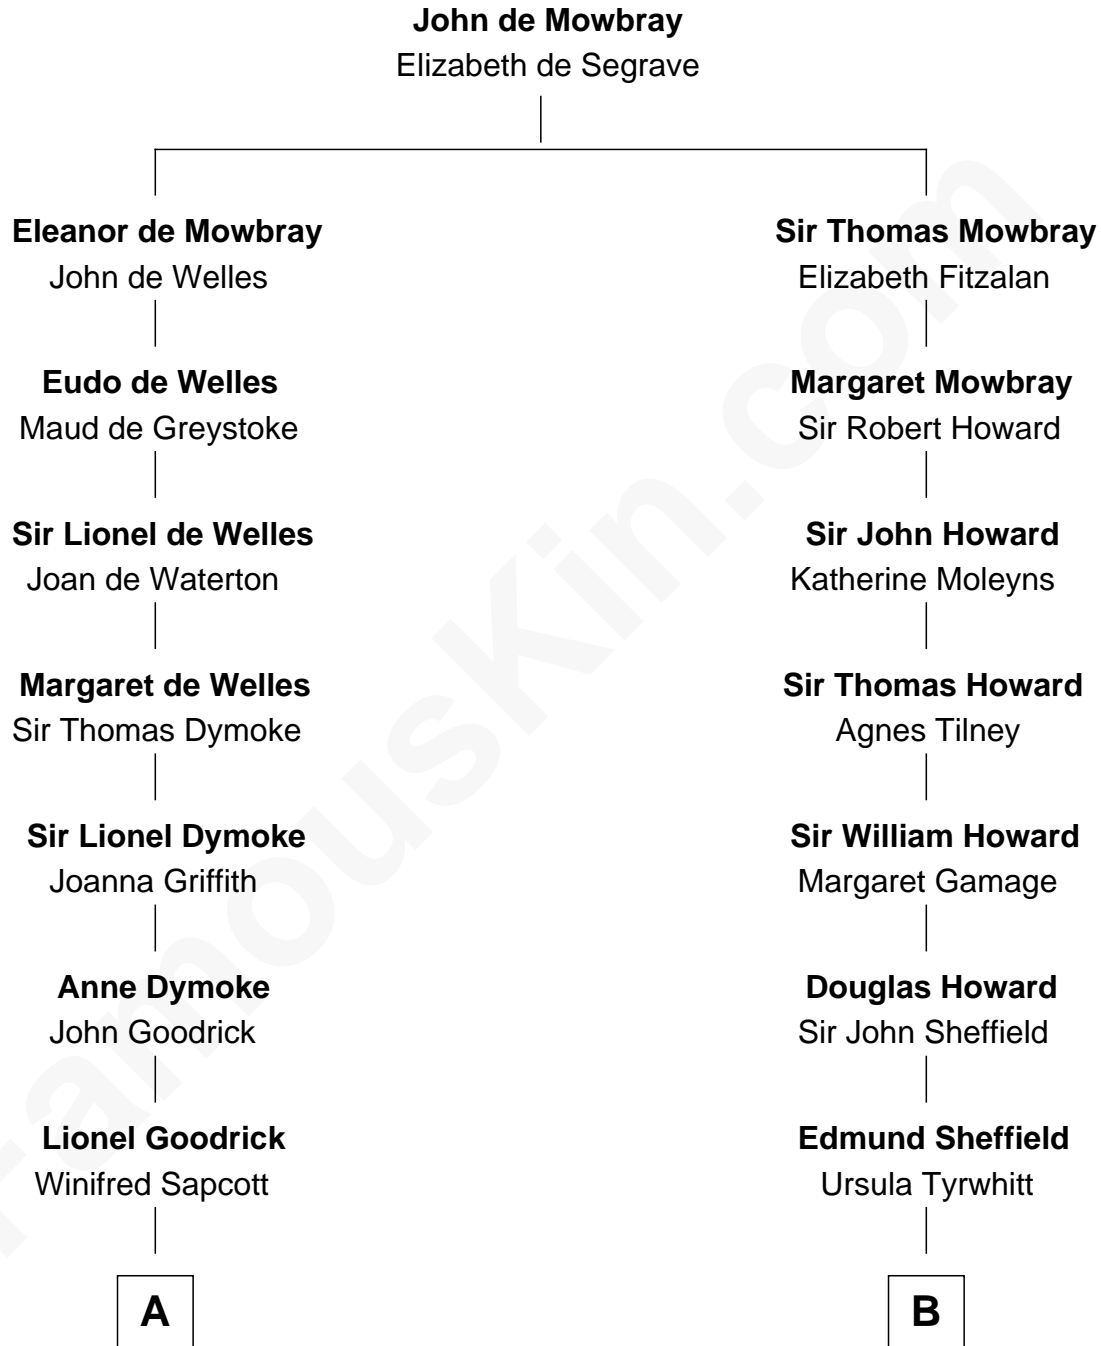 John de Mowbray
Elizabeth de Segrave
Eleanor de Mowbray
John de Welles
Sir Thomas Mowbray
Elizabeth Fitzalan
Eudo de Welles
Maud de Greystoke
Margaret Mowbray
Sir Robert Howard
Sir Lionel de Welles
Joan de Waterton
Sir John Howard
Katherine Moleyns
Margaret de Welles
Sir Thomas Dymoke
Sir Thomas Howard
Agnes Tilney
Sir Lionel Dymoke
Joanna Griffith
Sir William Howard
Margaret Gamage
Anne Dymoke
John Goodrick
Douglas Howard
Sir John Sheffield
Lionel Goodrick
Winifred Sapcott
Edmund Sheffield
Ursula Tyrwhitt
A
B
FamousKin.com